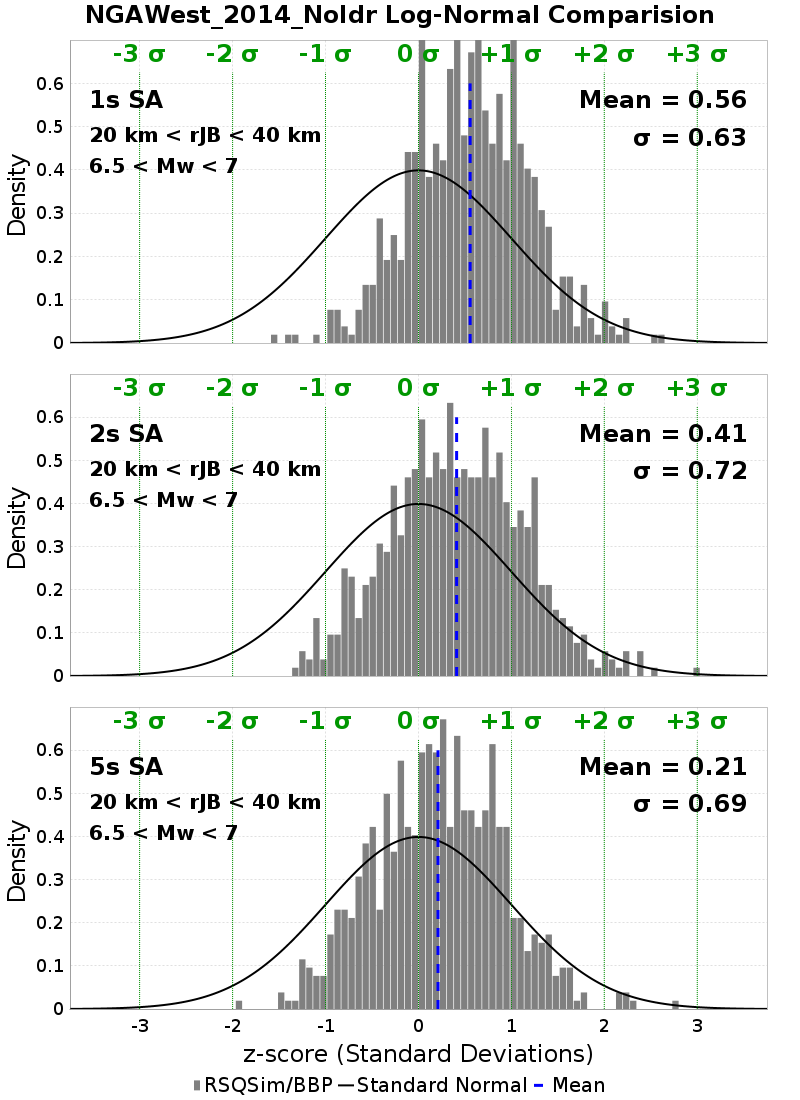 NGAWest_2014_NoIdr Log-Normal Comparision
-3 σ -2 σ -1 σ 0 σ +1 σ +2 σ +3 σ
1s SA
20 km < rJB < 40 km
6.5 < Mw < 7
Mean = 0.56
σ = 0.63
Density
0.6
0.5
0.4
0.3
0.2
0.1
0
-3 σ -2 σ -1 σ 0 σ +1 σ +2 σ +3 σ
2s SA
20 km < rJB < 40 km
6.5 < Mw < 7
Mean = 0.41
σ = 0.72
Density
0.6
0.5
0.4
0.3
0.2
0.1
0
-3 σ -2 σ -1 σ 0 σ +1 σ +2 σ +3 σ
5s SA
20 km < rJB < 40 km
6.5 < Mw < 7
Mean = 0.21
σ = 0.69
Density
0.6
0.5
0.4
0.3
0.2
0.1
0
-3 -2 -1 0 1 2 3
z-score (Standard Deviations)
RSQSim/BBP Standard Normal Mean